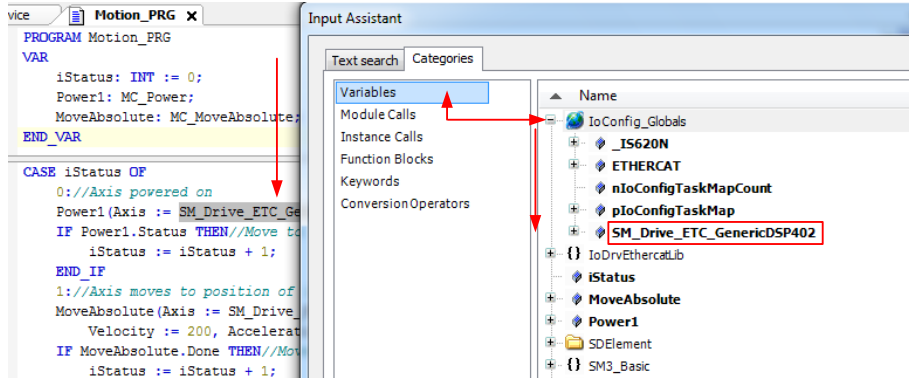 vice
Motion_PRG
PROGRAM Motion_PRG
VAR
iStatus: INT := 0;
Power1: MC_Power;
MoveAbsolute: MC_MoveAbsolute;
END_VAR
CASE iStatus OF
0://Axis powered on
Power1(Axis := SM_Drive_ETC_Ge
IF Power1.Status THEN//Move to
iStatus := iStatus + 1;
END_IF
1://Axis moves to position of
MoveAbsolute(Axis := SM_Drive_
Velocity := 200, Accelerat
IF MoveAbsolute.Done THEN//Mov
iStatus := iStatus + 1;
Input Assistant
Text search Categories
Variables
Module Calls
Instance Calls
Function Blocks
Keywords
Conversion Operators
Name
IoConfig_Globals
_IS620N
ETHERCAT
nIoConfigTaskMapCount
pIoConfigTaskMap
SM_Drive_ETC_GenericDSP402
{} IoDrvEthercatLib
iStatus
MoveAbsolute
Power1
SDElement
{} SM3_Basic